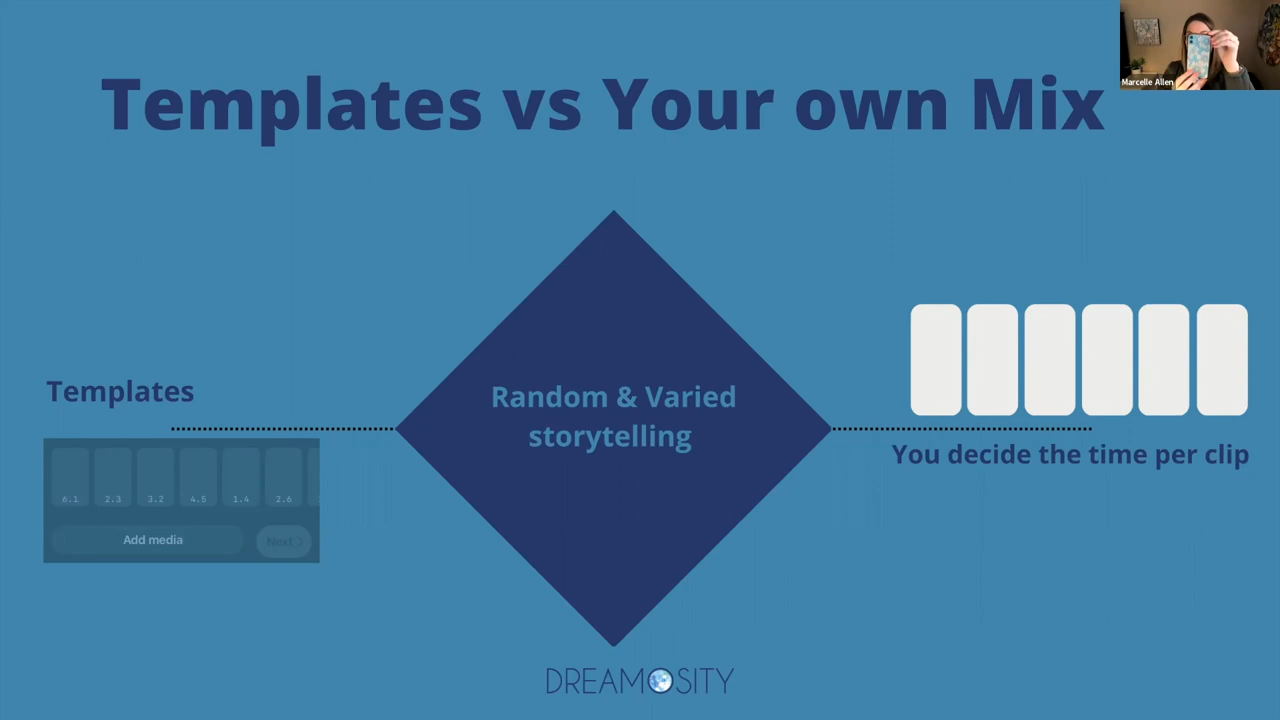 Marcelle Allen
Templates vs Your own Mix
Random & Varied
storytelling
Templates
6.1 2.3 3.2 4.5 1.4 2.6
Add media
Next
You decide the time per clip
DREAMOSITY